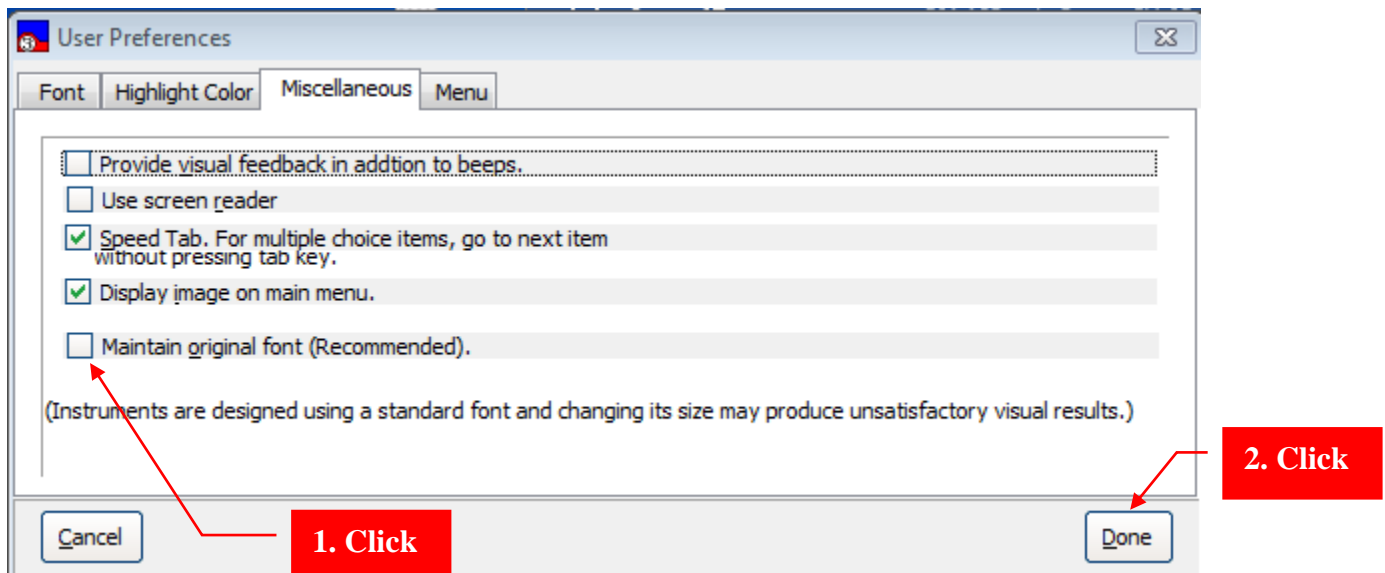 3 User Preferences
Font Highlight Color Miscellaneous Menu
Provide visual feedback in addtion to beeps.
Use screen reader
Speed Tab. For multiple choice items, go to next item
without pressing tab key.
Display image on main menu.
Maintain original font (Recommended).
(Instruments are designed using a standard font and changing its size may produce unsatisfactory visual results.)
2. Click
Cancel 1. Click Done